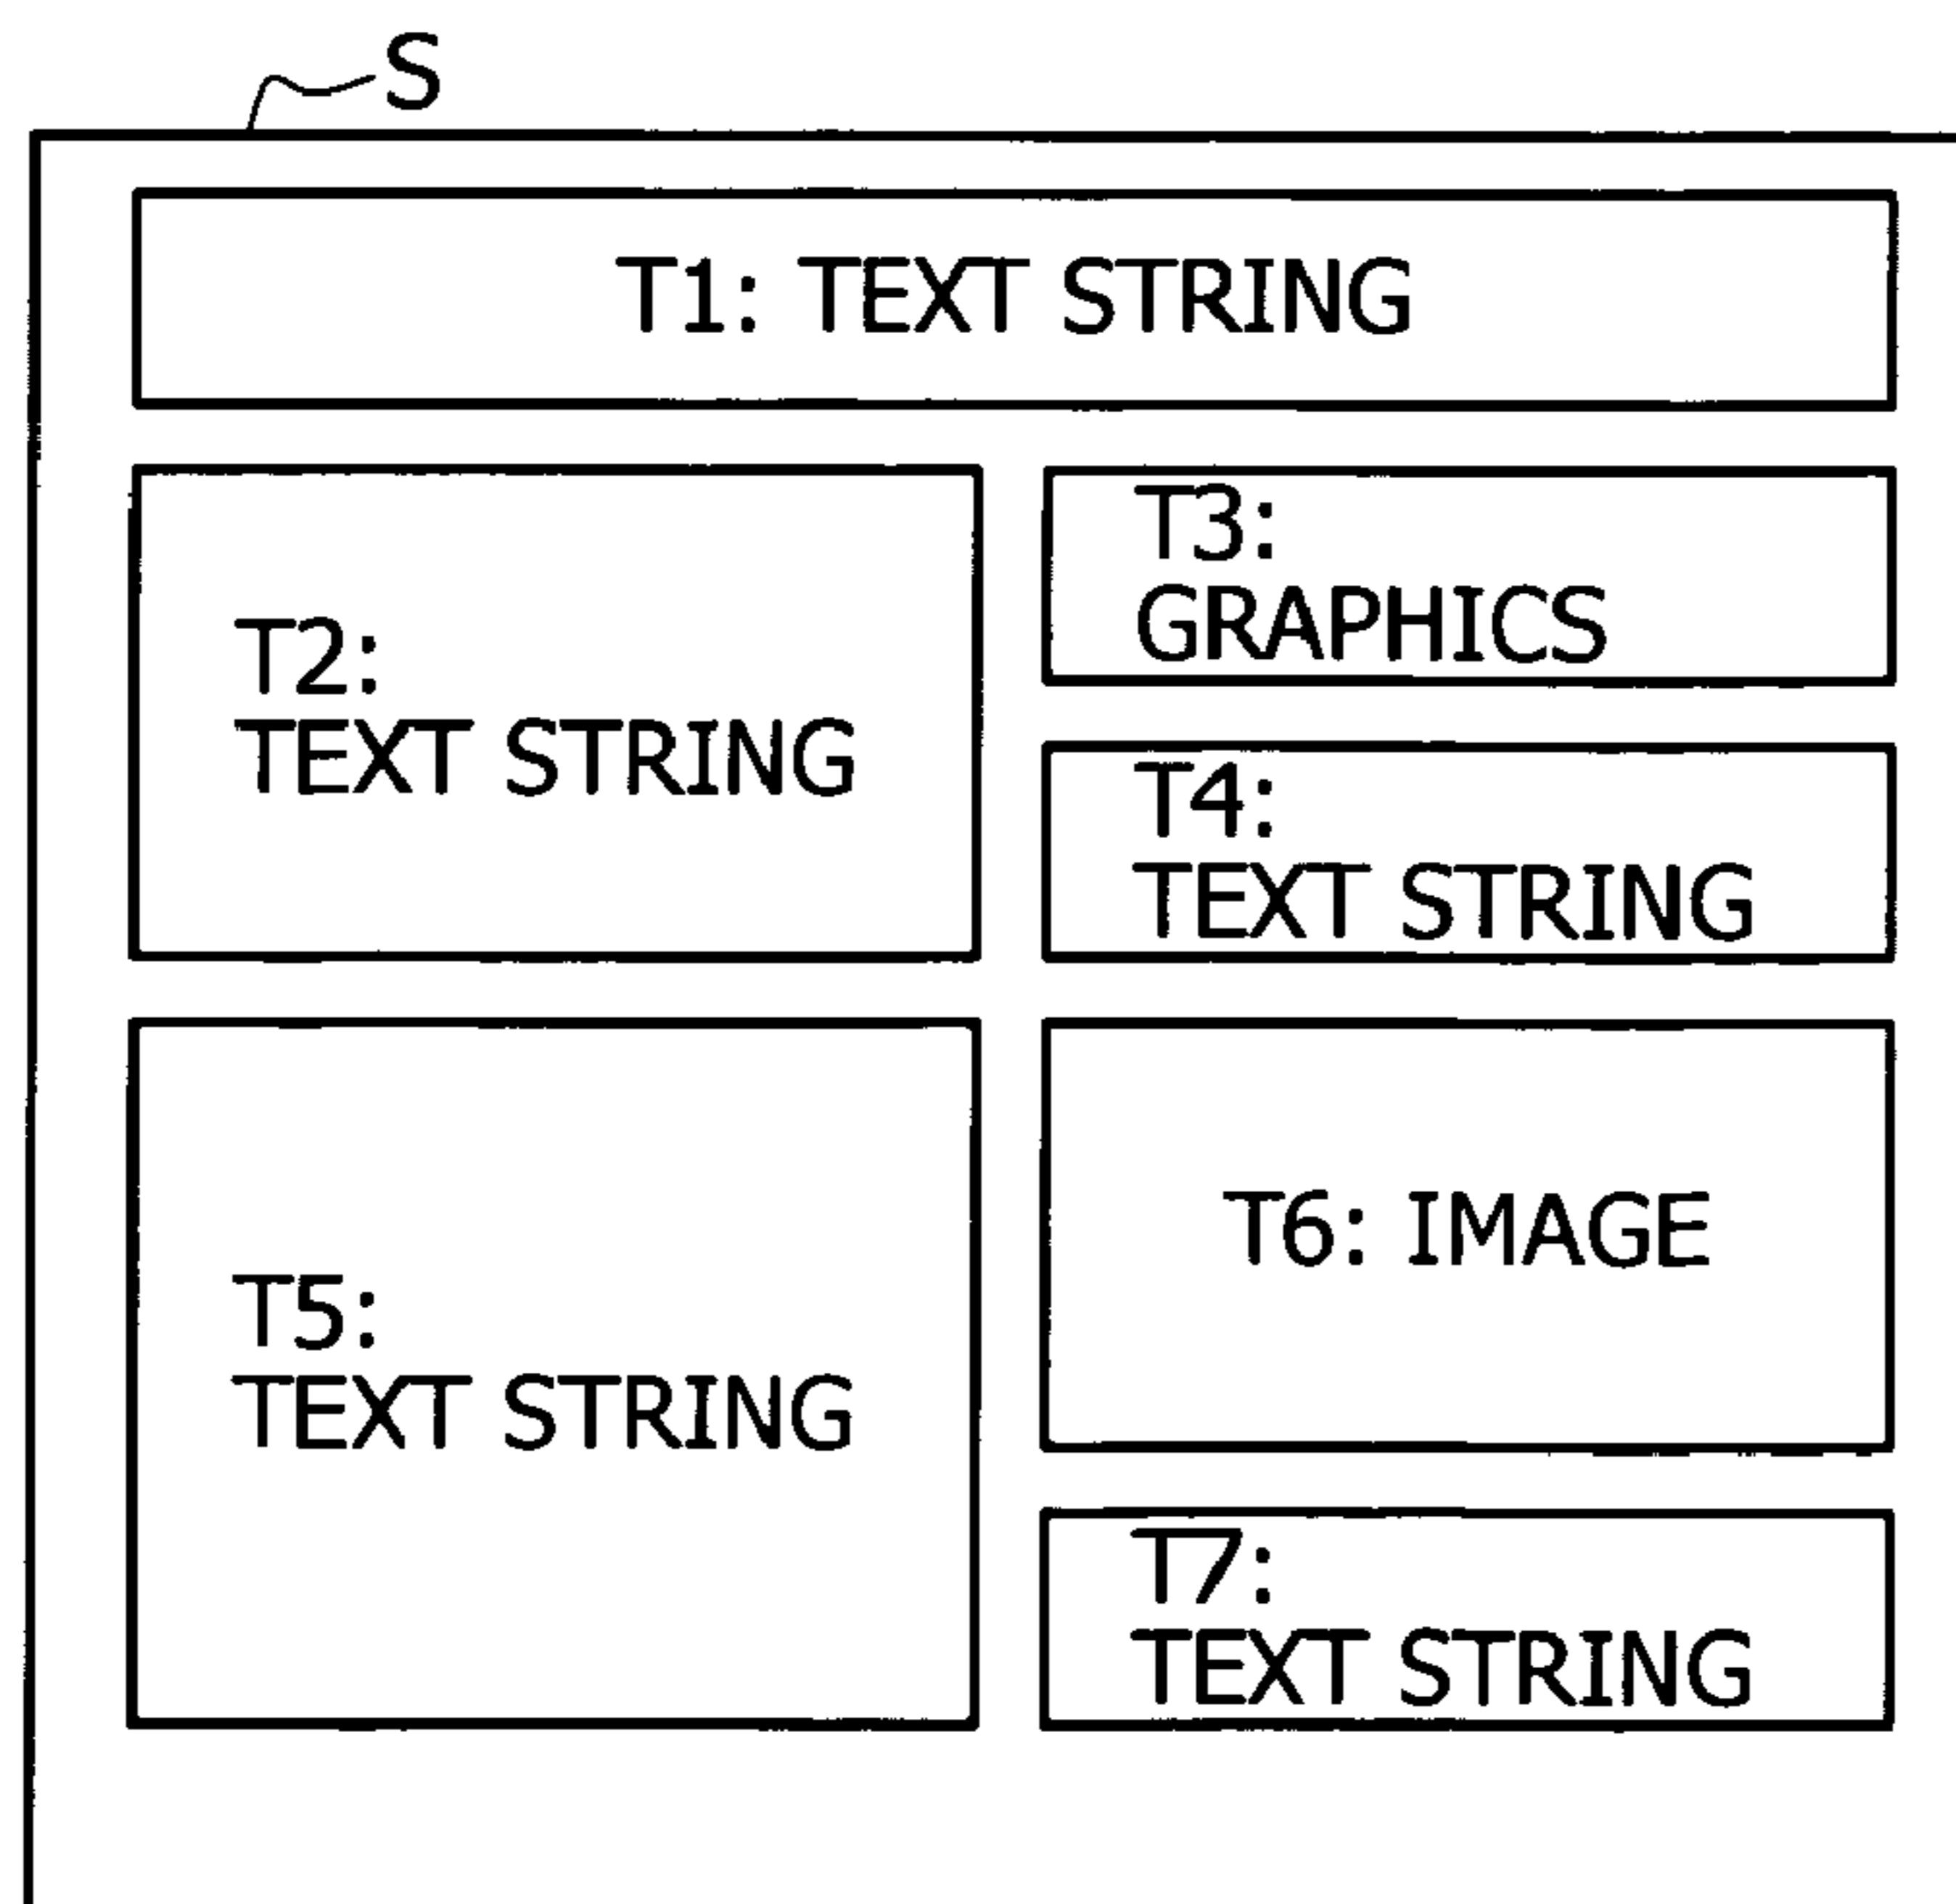 S
T1: TEXT STRING
T2:
TEXT STRING
T3:
GRAPHICS
T4:
TEXT STRING
T5:
TEXT STRING
T6: IMAGE
T7:
TEXT STRING